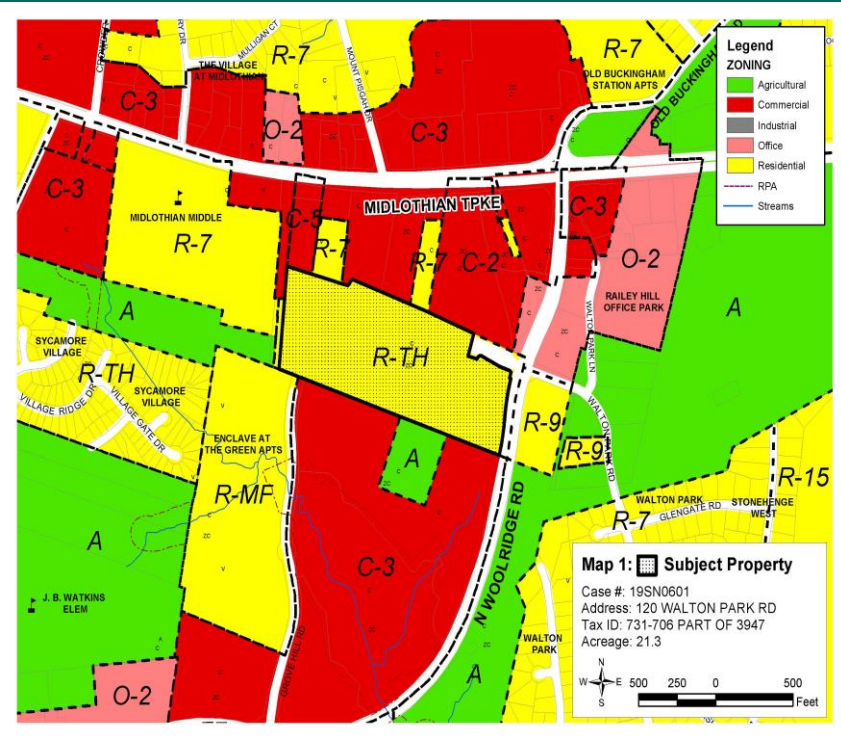 MULLIGAN CT
MOUNT PISGAH DR
THE VILLAGE
AT MIDLOTHIAN
R-7
R-7
OLD BUCKINGHAM
STATION APTS
OLD BUCKINGHAM RD
C-3
O-2
C-3
C-3
MIDLOTHIAN TPKE
MIDLOTHIAN MIDDLE
R-7
C-5
R-7
R-7
C-2
C-3
O-2
RAILEY HILL
OFFICE PARK
WALTON PARK LN
A
A
R-TH
SYCAMORE
VILLAGE
R-TH
SYCAMORE
VILLAGE
VILLAGE RIDGE DR
VILLAGE GATE DR
ENCLAVE AT
THE GREEN APTS
R-MF
A
R-9
R-9
WALTON PARK RD
R-15
WALTON PARK
STONEHENGE
WEST
R-7
GLENGATE RD
A
C-3
N WOOLRIDGE RD
J. B. WATKINS
ELEM
GROVE HILL RD
WALTON
PARK
A
O-2
Legend
ZONING
Agricultural
Commercial
Industrial
Office
Residential
RPA
Streams
Map 1: Subject Property
Case #: 19SN0601
Address: 120 WALTON PARK RD
Tax ID: 731-706 PART OF 3947
Acreage: 21.3
N
W E
S
500 250 0 500
Feet